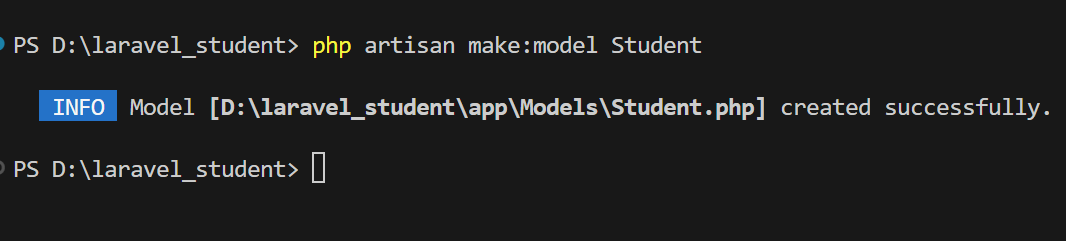 PS D:\laravel_student> php artisan make:model Student
INFO Model [D:\laravel_student\app\Models\Student.php] created successfully.
PS D:\laravel_student>